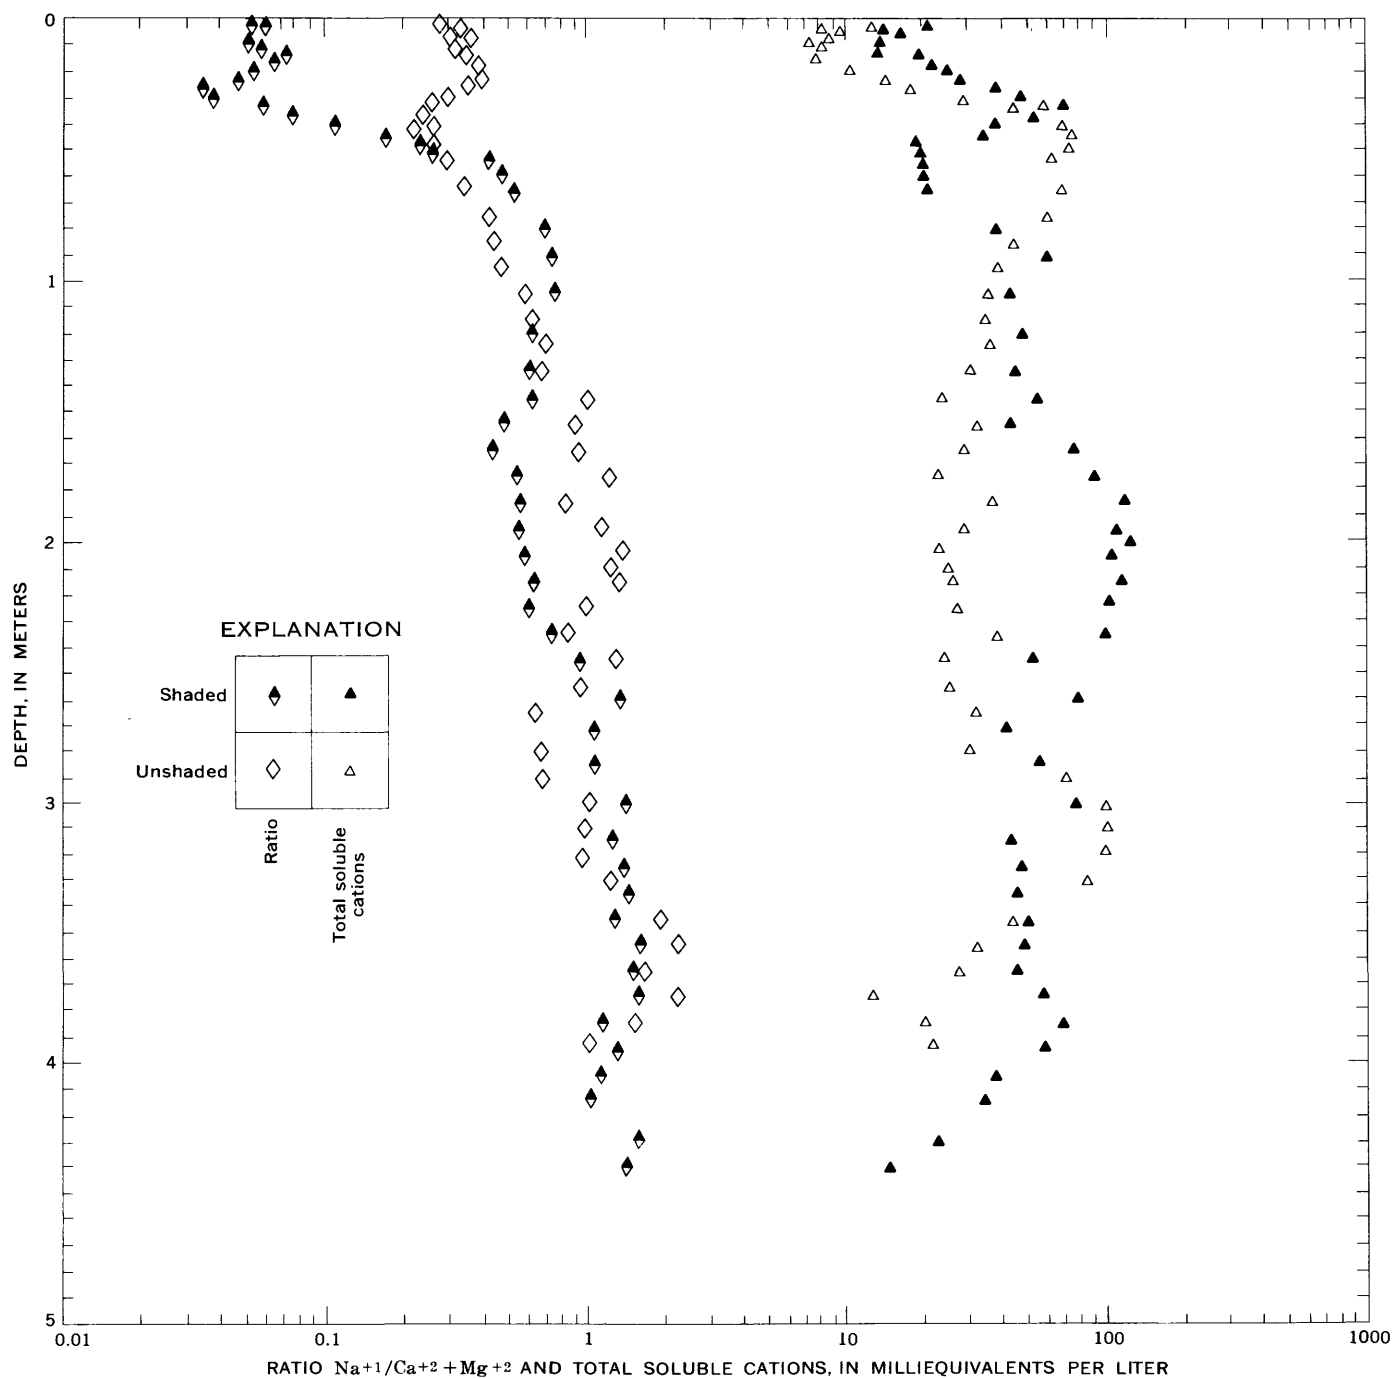 0
1
2
3
4
5
DEPTH, IN METERS
EXPLANATION
Shaded
Unshaded
Ratio
Total soluble
cations
0.01 0.1 1 10 100 1000
RATIO Na+1/Ca+2+Mg+2 AND TOTAL SOLUBLE CATIONS, IN MILLIEQUIVALENTS PER LITER